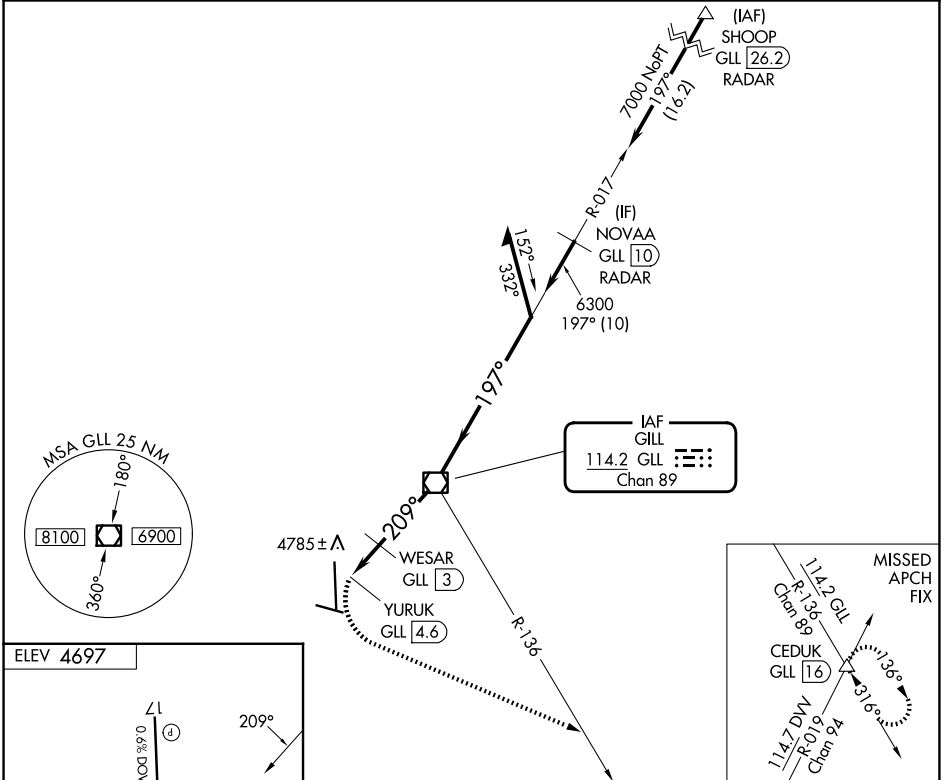 (IAF)
SHOOP
GLL 26.2
RADAR
7000 NoPT
197°
(16.2)
R-017
(IF)
NOVAA
GLL 10
RADAR
152°
332°
6300
197° (10)
197°
IAF
GILL
114.2 GLL
Chan 89
MSA GLL 25 NM
180°
8100
6900
360°
209°
4785±
WESAR
GLL 3
YURUK
GLL 4.6
R-136
MISSED
APCH
FIX
114.2 GLL
R-136
Chan 89
CEDUK
GLL 16
136°
316°
114.7 DVV
R-019
Chan 94
ELEV 4697
17
P
0.6% DOW
209°